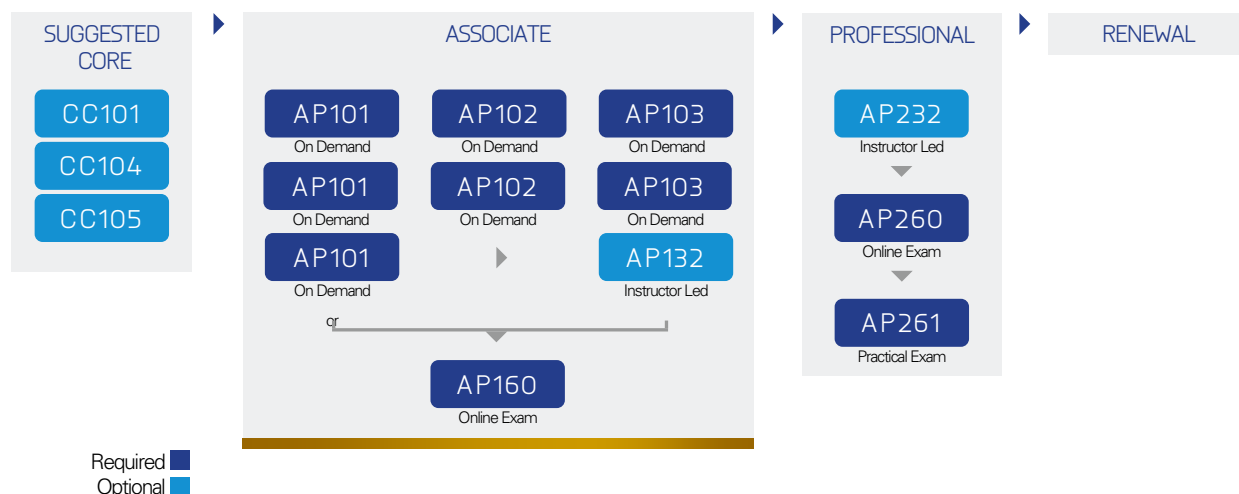 SUGGESTED
CORE
CC101
CC104
CC105
ASSOCIATE
AP101 AP102 AP103
On Demand On Demand On Demand
AP101 AP102 AP103
On Demand On Demand On Demand
AP101 AP132
On Demand Instructor Led
or
AP160
Online Exam
PROFESSIONAL
AP232
Instructor Led
AP260
Online Exam
AP261
Practical Exam
RENEWAL
Required
Optional